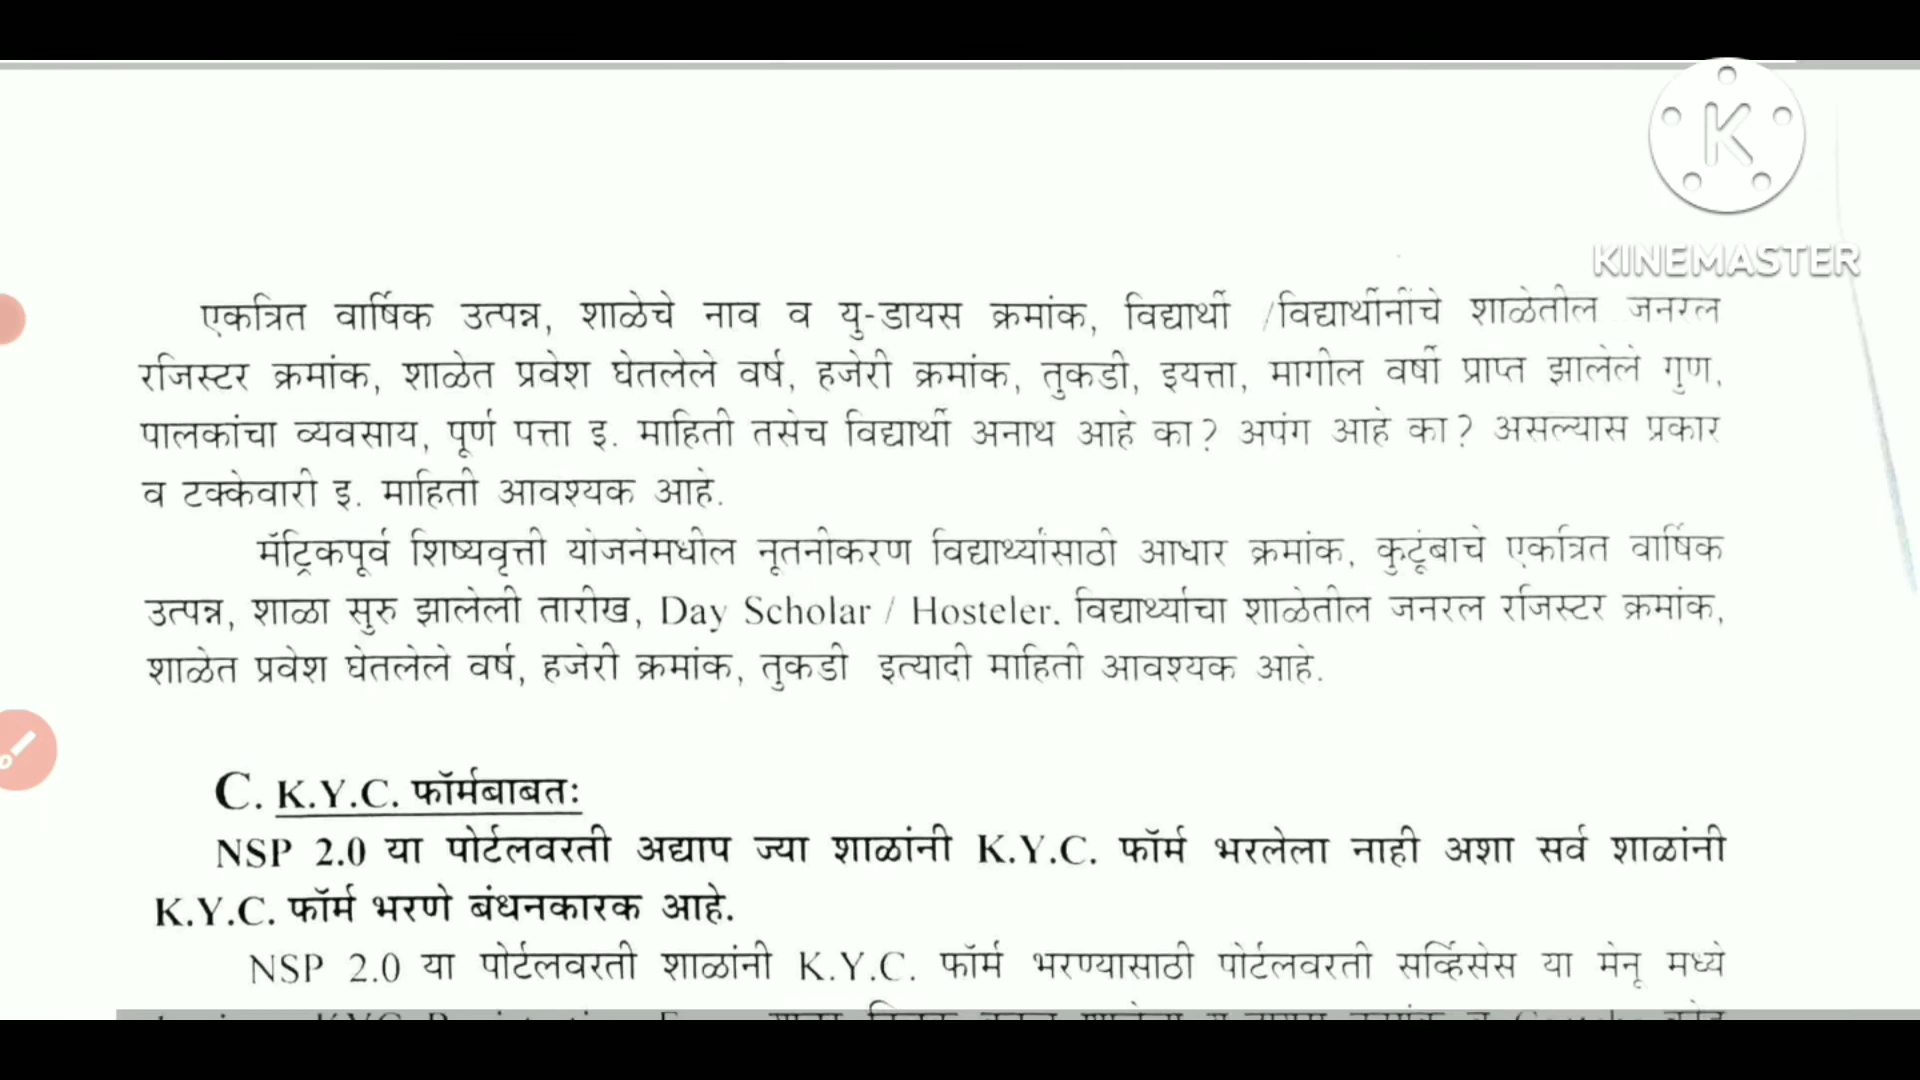 K
KINEMASTER
एकत्रित वार्षिक उत्पन्न, शाळेचे नाव व यु-डायस क्रमांक, विद्यार्थी /विद्यार्थीनींचे शाळेतील जनरल
रजिस्टर क्रमांक, शाळेत प्रवेश घेतलेले वर्ष, हजेरी क्रमांक, तुकडी, इयत्ता, मागील वर्षी प्राप्त झालेले गुण,
पालकांचा व्यवसाय, पूर्ण पत्ता इ. माहिती तसेच विद्यार्थी अनाथ आहे का? अपंग आहे का? असल्यास प्रकार
व टक्केवारी इ. माहिती आवश्यक आहे.
मॅट्रिकपूर्व शिष्यवृत्ती योजनेमधील नूतनीकरण विद्यार्थ्यांसाठी आधार क्रमांक, कुटूंबाचे एकत्रित वार्षिक
उत्पन्न, शाळा सुरु झालेली तारीख, Day Scholar / Hosteler. विद्यार्थ्याचा शाळेतील जनरल रजिस्टर क्रमांक,
शाळेत प्रवेश घेतलेले वर्ष, हजेरी क्रमांक, तुकडी इत्यादी माहिती आवश्यक आहे.
C. K.Y.C. फॉर्मबाबतः
NSP 2.0 या पोर्टलवरती अद्याप ज्या शाळांनी K.Y.C. फॉर्म भरलेला नाही अशा सर्व शाळांनी
K.Y.C. फॉर्म भरणे बंधनकारक आहे.
NSP 2.0 या पोर्टलवरती शाळांनी K.Y.C. फॉर्म भरण्यासाठी पोर्टलवरती सर्व्हिसेस या मेनू मध्ये